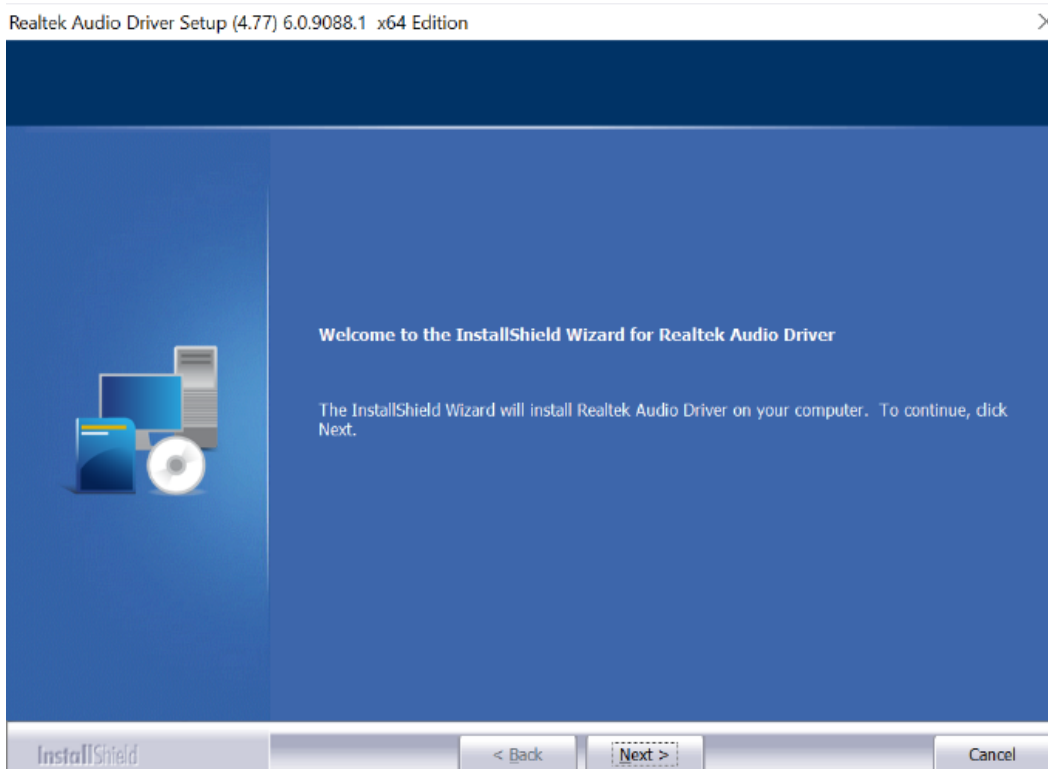 Realtek Audio Driver Setup (4.77) 6.0.9088.1 x64 Edition
Welcome to the InstallShield Wizard for Realtek Audio Driver
The InstallShield Wizard will install Realtek Audio Driver on your computer. To continue, click
Next.
InstallShield
< Back
Next >
Cancel